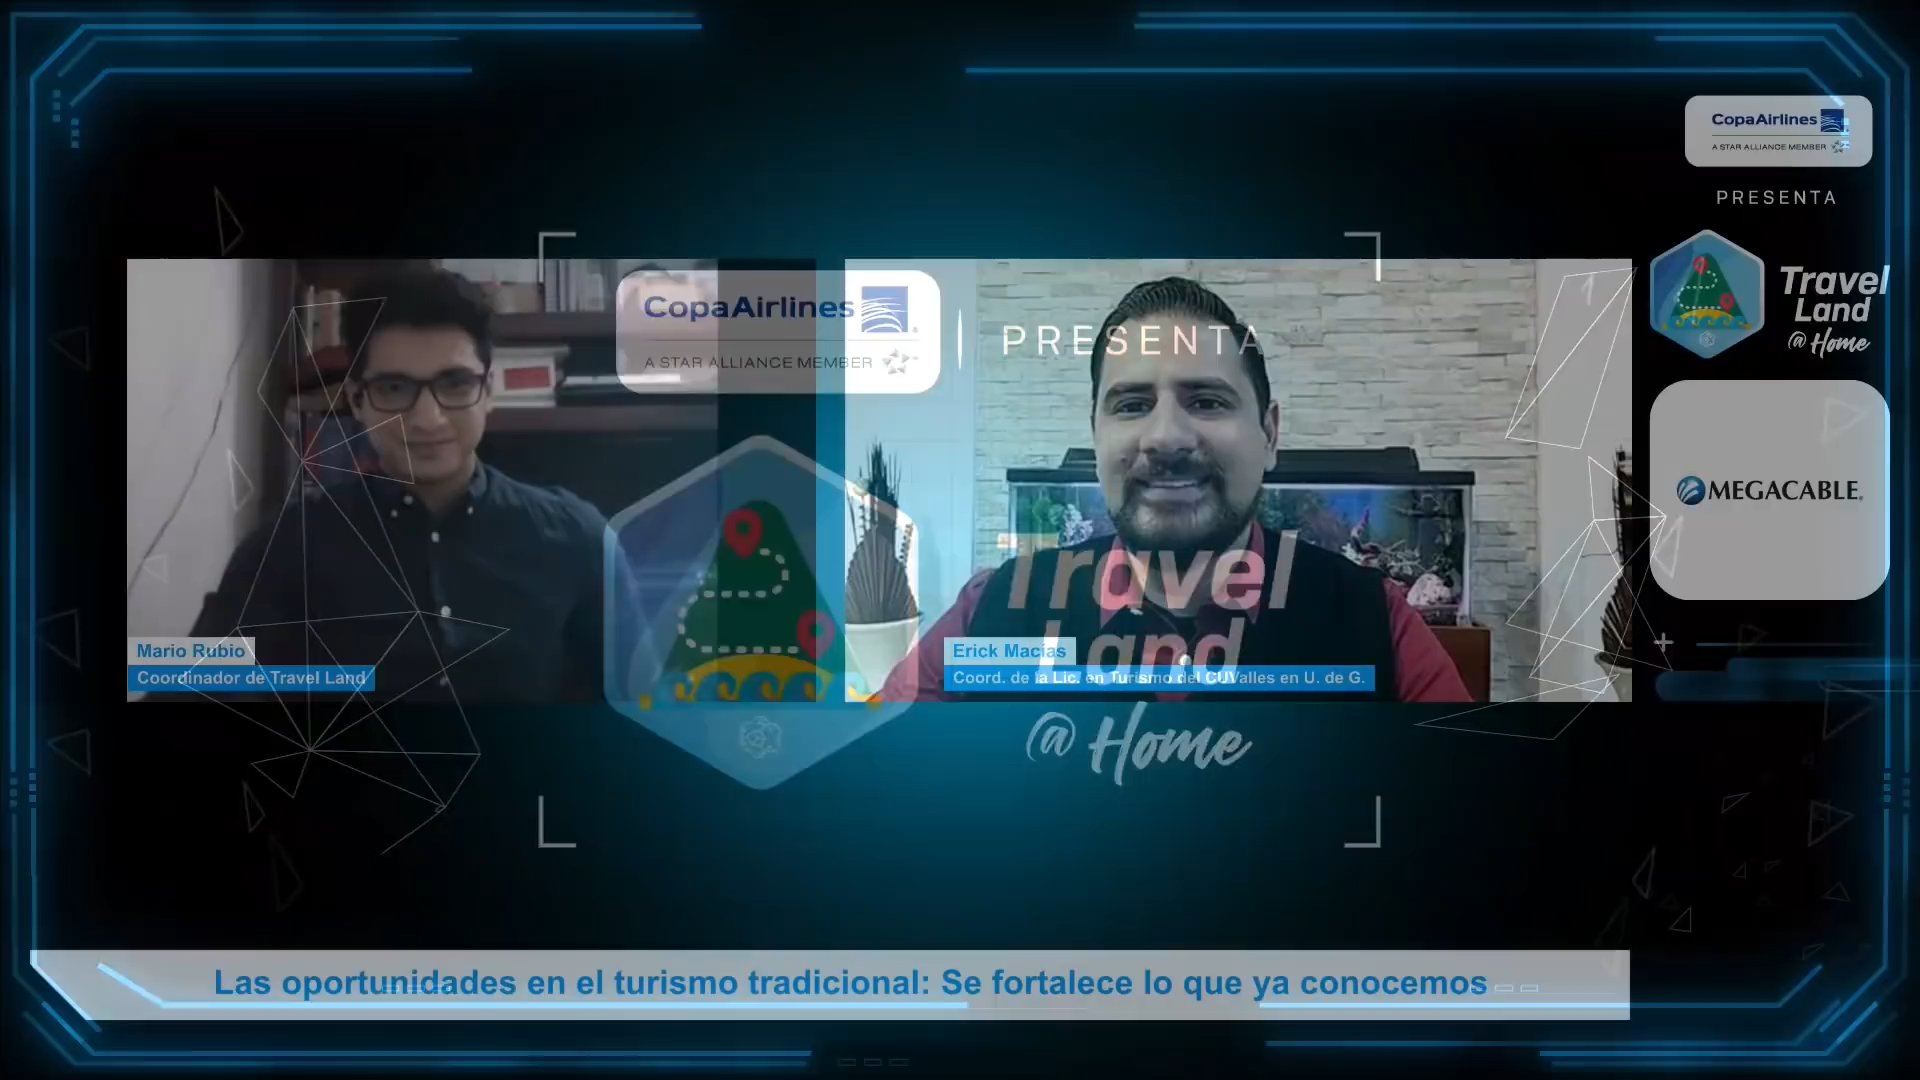 CopaAirlines
A STAR ALLIANCE MEMBER
PRESENTA
Travel
Land
@ Home
MEGACABLE
CopaAirlines
A STAR ALLIANCE MEMBER
PRESENTA
Travel
Land
@ Home
Mario Rubio
Coordinador de Travel Land
Erick Macías
Coord. de la Lic. en Turismo del CUValles en U. de G.
Las oportunidades en el turismo tradicional: Se fortalece lo que ya conocemos